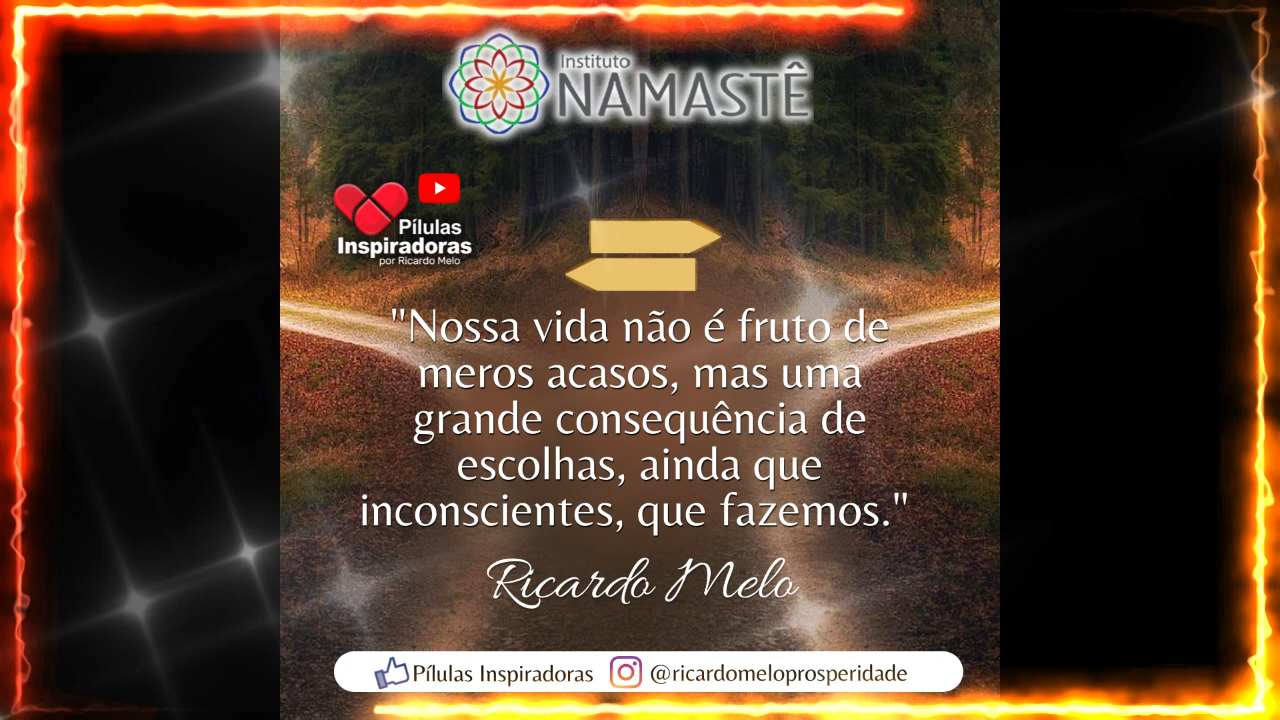 Instituto
NAMASTÊ
Pílulas
Inspiradoras
por Ricardo Melo
"Nossa vida não é fruto de
meros acasos, mas uma
grande consequência de
escolhas, ainda que
inconscientes, que fazemos."
Ricardo Melo
Pílulas Inspiradoras @ricardomeloprosperidade